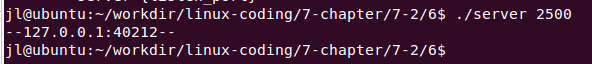 jl@ubuntu:~/workdir/linux-coding/7-chapter/7-2/6$ ./server 2500
--127.0.0.1:40212--
jl@ubuntu:~/workdir/linux-coding/7-chapter/7-2/6$